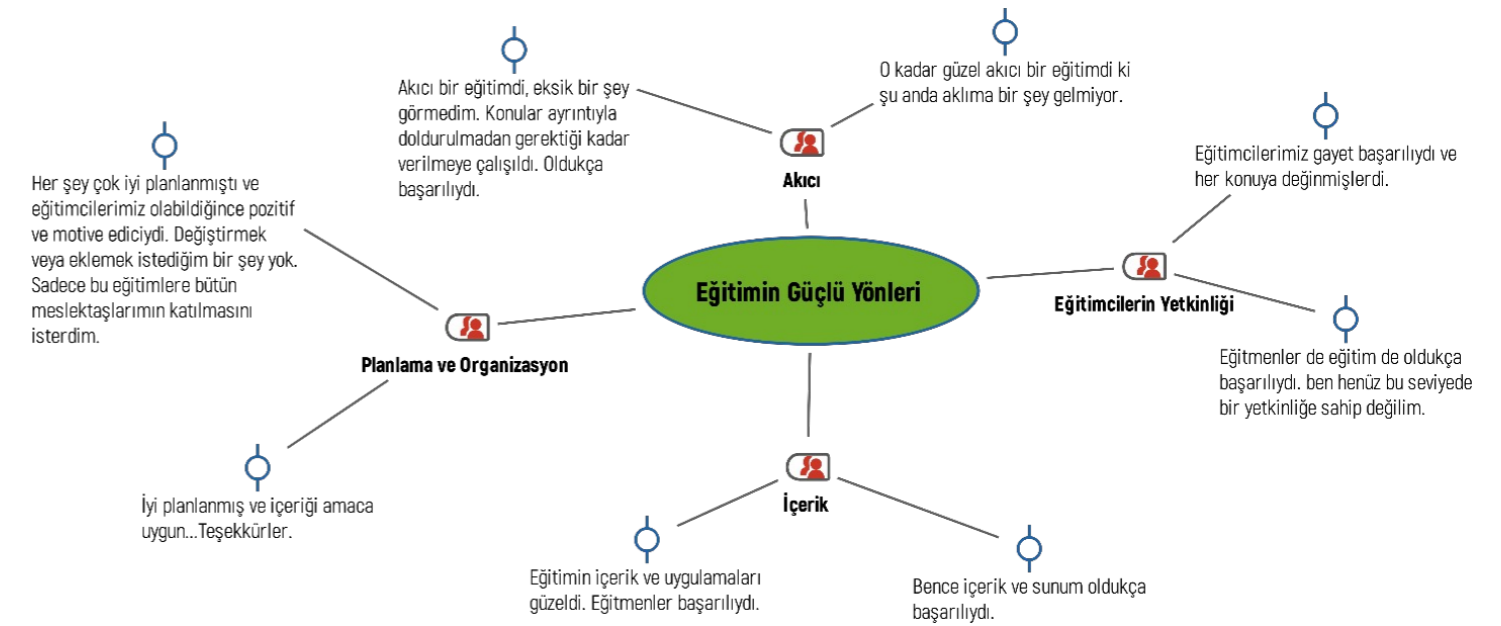 Akıcı bir eğitimdi, eksik bir şey
görmedim. Konular ayrıntıyla
doldurulmadan gerektiği kadar
verilmeye çalışıldı. Oldukça
başarılıydı.
O kadar güzel akıcı bir eğitimdi ki
şu anda aklıma bir şey gelmiyor.
Akıcı
Eğitimcilerimiz gayet başarılıydı ve
her konuya değinmişlerdi.
Her şey çok iyi planlanmıştı ve
eğitimcilerimiz olabildiğince pozitif
ve motive ediciydi. Değiştirmek
veya eklemek istediğim bir şey yok.
Sadece bu eğitimlere bütün
meslektaşlarımın katılmasını
isterdim.
Eğitimin Güçlü Yönleri
Eğitimcilerin Yetkinliği
Planlama ve Organizasyon
Eğitmenler de eğitim de oldukça
başarılıydı. ben henüz bu seviyede
bir yetkinliğe sahip değilim.
İyi planlanmış ve içeriği amaca
uygun...Teşekkürler.
İçerik
Eğitimin içerik ve uygulamaları
güzeldi. Eğitmenler başarılıydı.
Bence içerik ve sunum oldukça
başarılıydı.